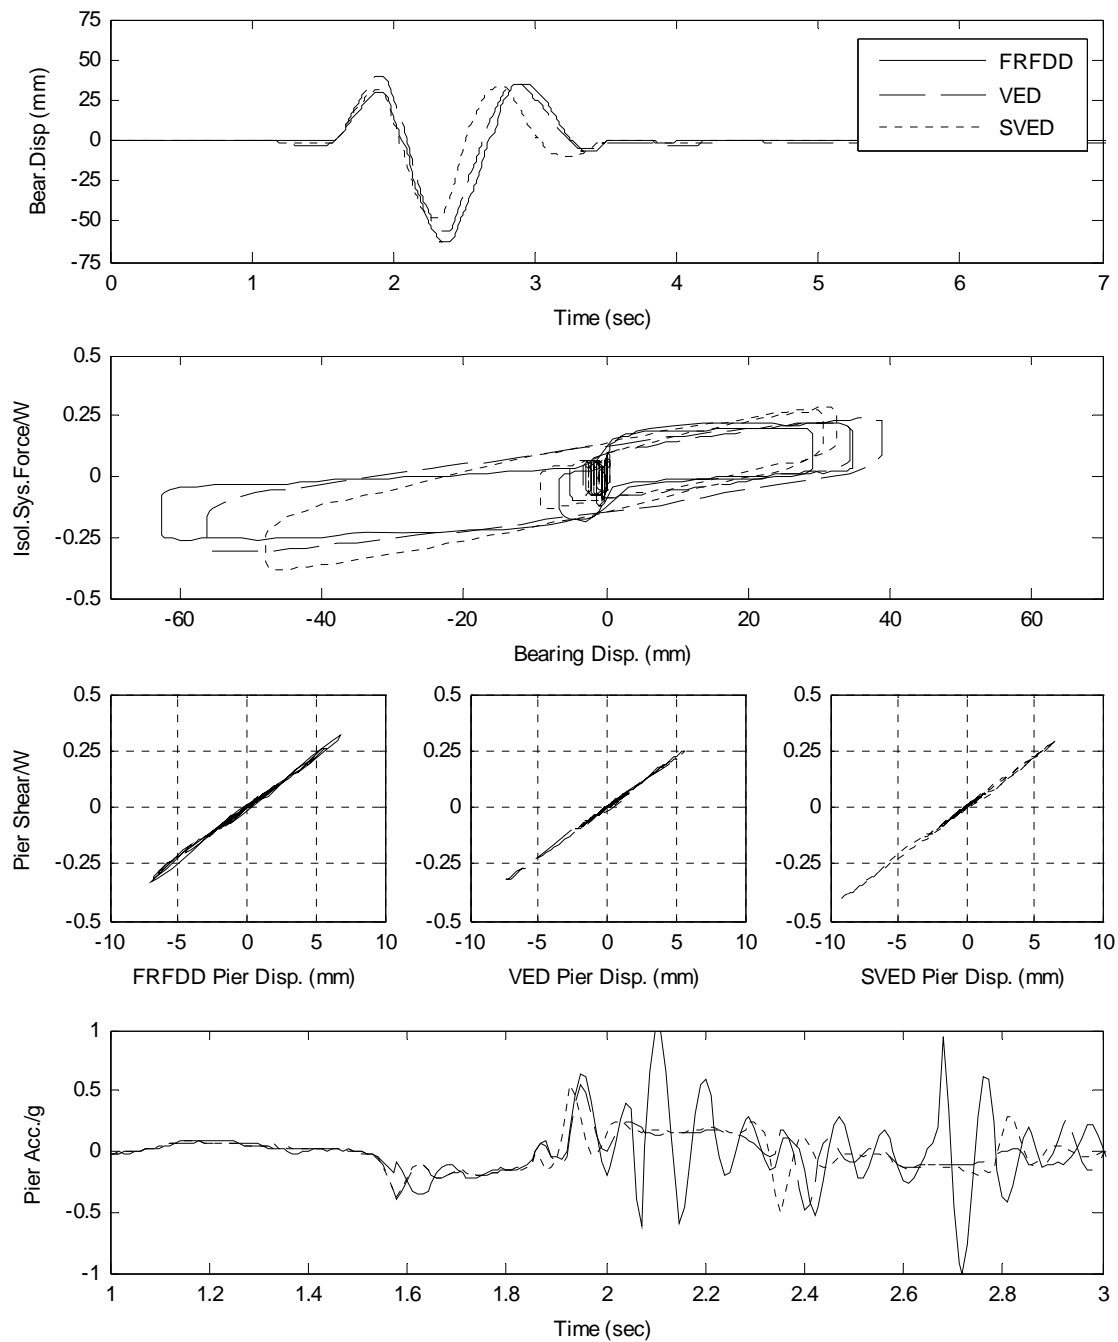 75
50
25
0
-25
-50
-75
Bear.Disp (mm)
FRFDD
VED
SVED
0 1 2 3 4 5 6 7
Time (sec)
0.5
0.25
0
-0.25
-0.5
Isol.Sys.Force/W
-60 -40 -20 0 20 40 60
Bearing Disp. (mm)
0.5 0.5 0.5
0.25 0.25 0.25
0 0 0
-0.25 -0.25 -0.25
-0.5 -0.5 -0.5
Pier Shear/W
-10 -5 0 5 10 -10 -5 0 5 10 -10 -5 0 5 10
FRFDD Pier Disp. (mm) VED Pier Disp. (mm) SVED Pier Disp. (mm)
1
0.5
0
-0.5
-1
Pier Acc./g
1 1.2 1.4 1.6 1.8 2 2.2 2.4 2.6 2.8 3
Time (sec)